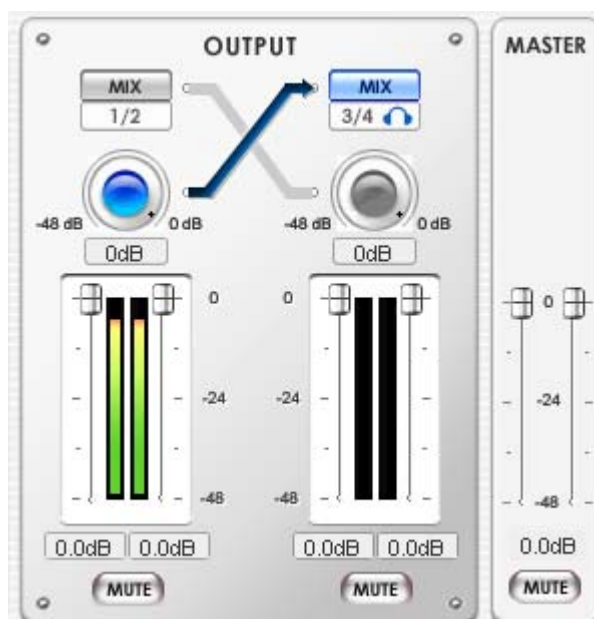 OUTPUT
MASTER
MIX
1/2
MIX
3/4
-48 dB
0 dB
-48 dB
0 dB
0dB
0dB
0
0
0
-24
-24
-24
-48
-48
-48
0.0dB
0.0dB
0.0dB
0.0dB
0.0dB
MUTE
MUTE
MUTE